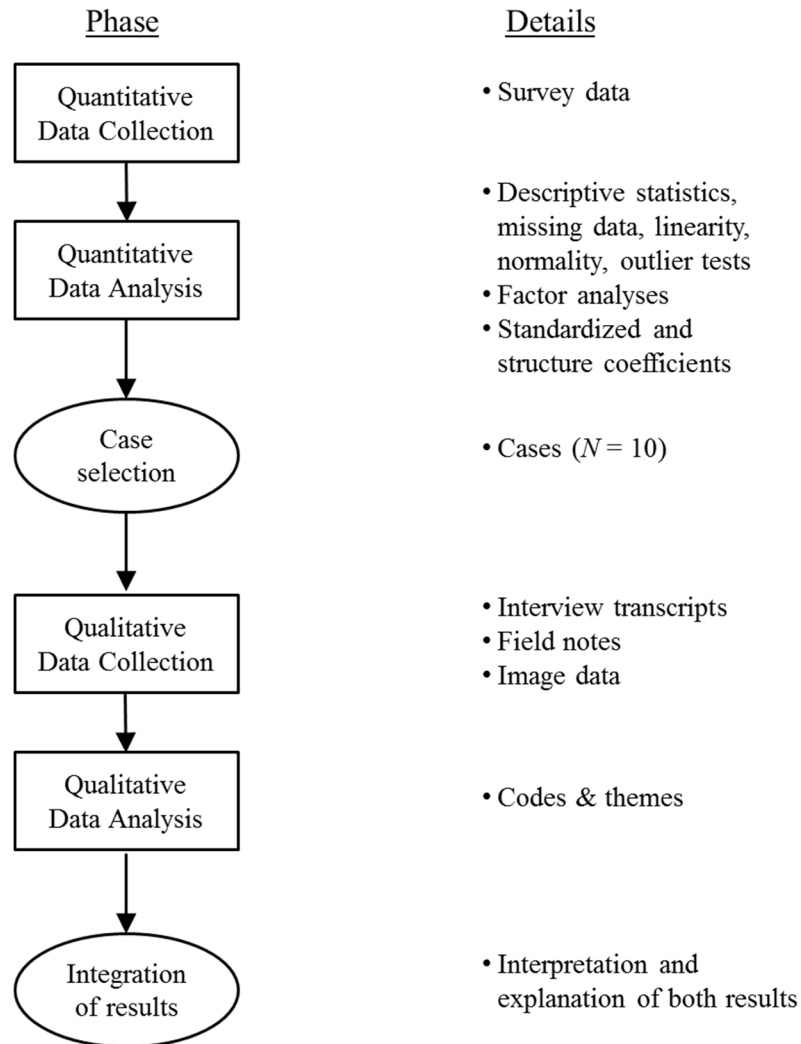 Phase
Details
Quantitative
Data Collection
• Survey data
Quantitative
Data Analysis
• Descriptive statistics,
missing data, linearity,
normality, outlier tests
• Factor analyses
• Standardized and
structure coefficients
Case
selection
• Cases (N = 10)
Qualitative
Data Collection
• Interview transcripts
• Field notes
• Image data
Qualitative
Data Analysis
• Codes & themes
Integration
of results
• Interpretation and
explanation of both results